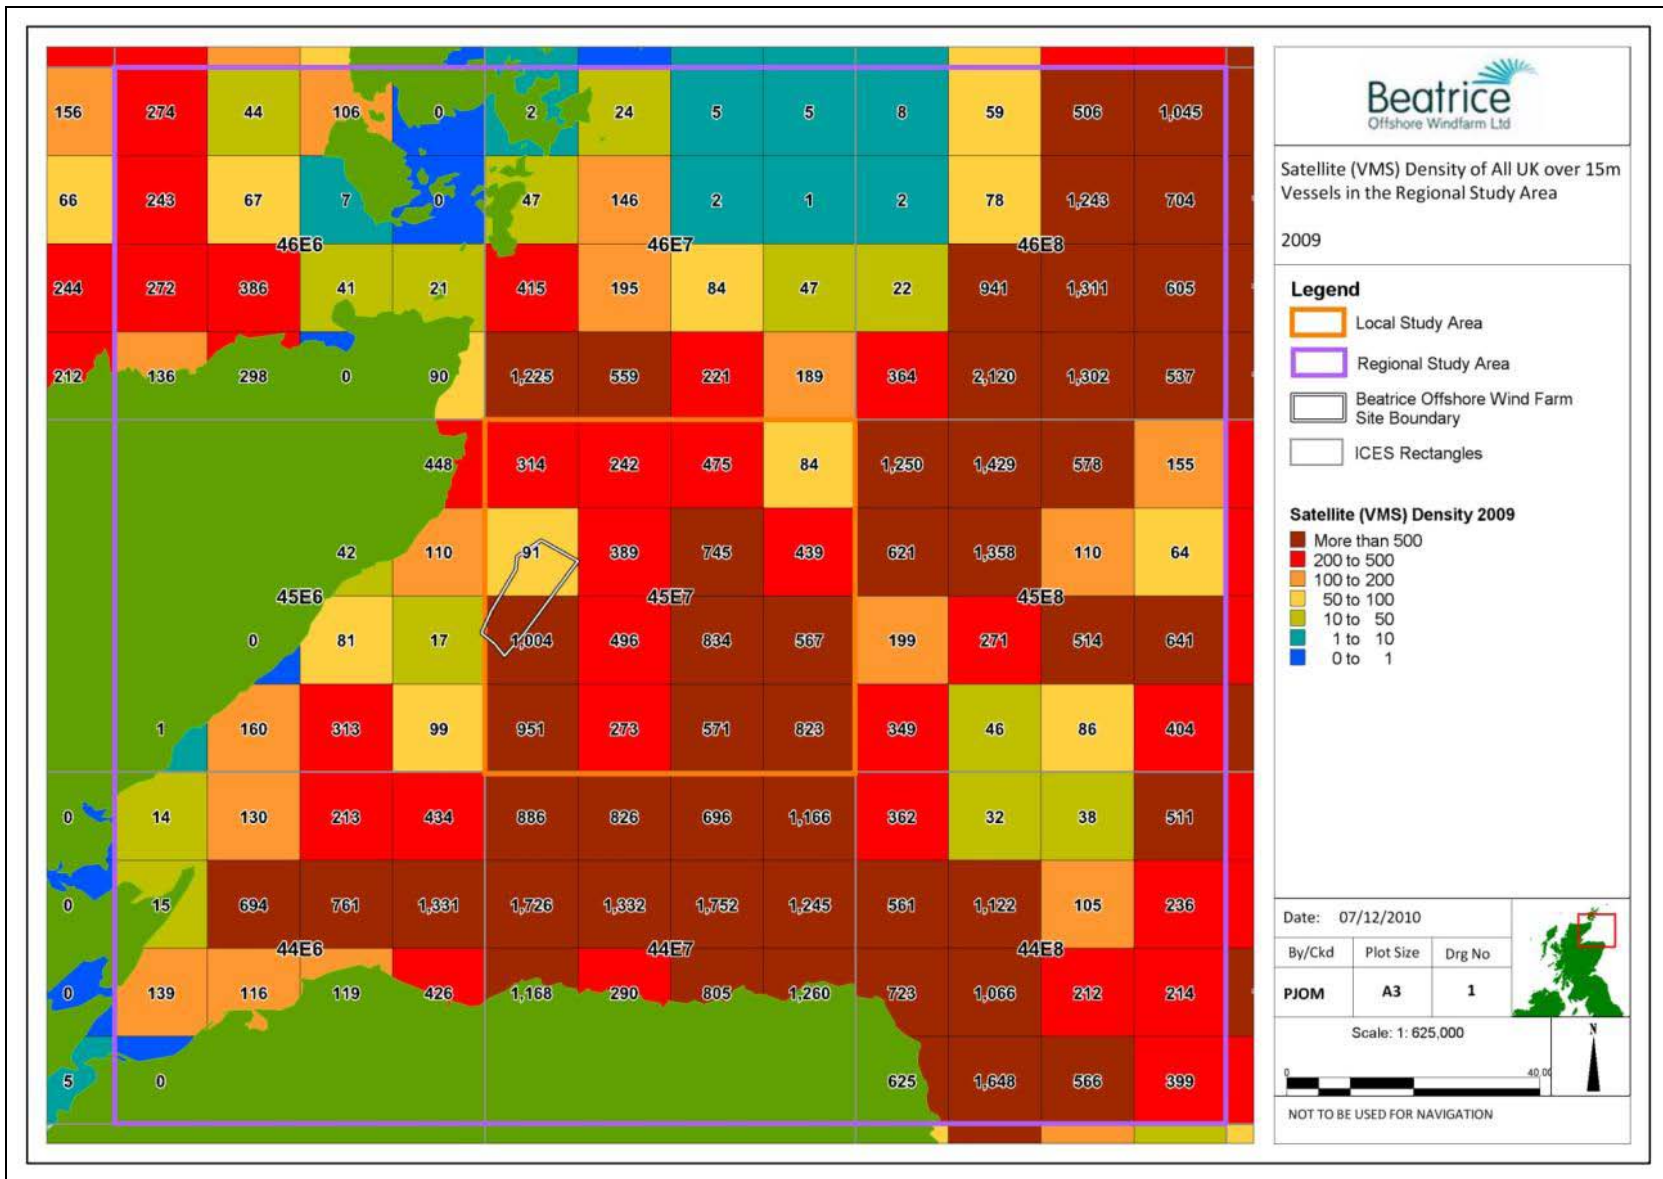 156 274 44 106 0 2 24 5 5 8 59 506 1,045
66 243 67 7 0 47 146 2 1 2 78 1,243 704
46E6 46E7 46E8
244 272 386 41 21 415 195 84 47 22 941 1,311 605
212 136 298 0 90 1,225 559 221 189 364 2,120 1,302 537
448 314 242 475 84 1,250 1,429 578 155
42 110 91 389 745 439 621 1,358 110 64
45E6 45E7 45E8
0 81 17 1,004 496 834 567 199 271 514 641
1 160 313 99 951 273 571 823 349 46 86 404
0 14 130 213 434 886 826 696 1,166 362 32 38 511
0 15 694 761 1,331 1,726 1,332 1,752 1,245 561 1,122 105 236
44E6 44E7 44E8
0 139 116 119 426 1,168 290 805 1,260 723 1,066 212 214
5 0 625 1,648 566 399
Beatrice
Offshore Windfarm Ltd
Satellite (VMS) Density of All UK over 15m
Vessels in the Regional Study Area
2009
Legend
Local Study Area
Regional Study Area
Beatrice Offshore Wind Farm
Site Boundary
ICES Rectangles
Satellite (VMS) Density 2009
More than 500
200 to 500
100 to 200
50 to 100
10 to 50
1 to 10
0 to 1
Date: 07/12/2010
By/Ckd Plot Size Drg No
PJOM A3 1
Scale: 1: 625,000
N
0
NOT TO BE USED FOR NAVIGATION